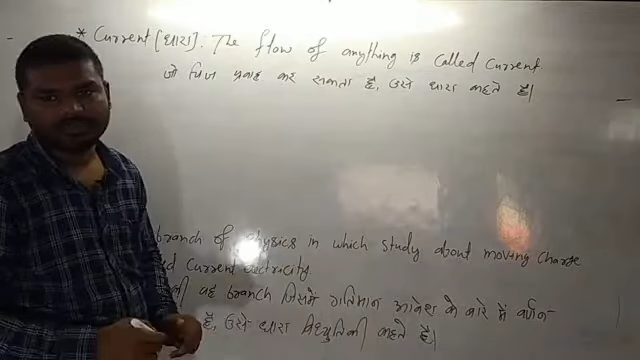 * Current [धारा]. The flow of anything is called Current.
जो चिज प्रवाह कर सकता है, उसे धारा कहते हैं।
branch of physics in which study about moving charge
Current electricity
वह branch जिसमें गतिमान आवेश के बारे में वर्णन
है, उसे धारा विधुतिकी कहते हैं।